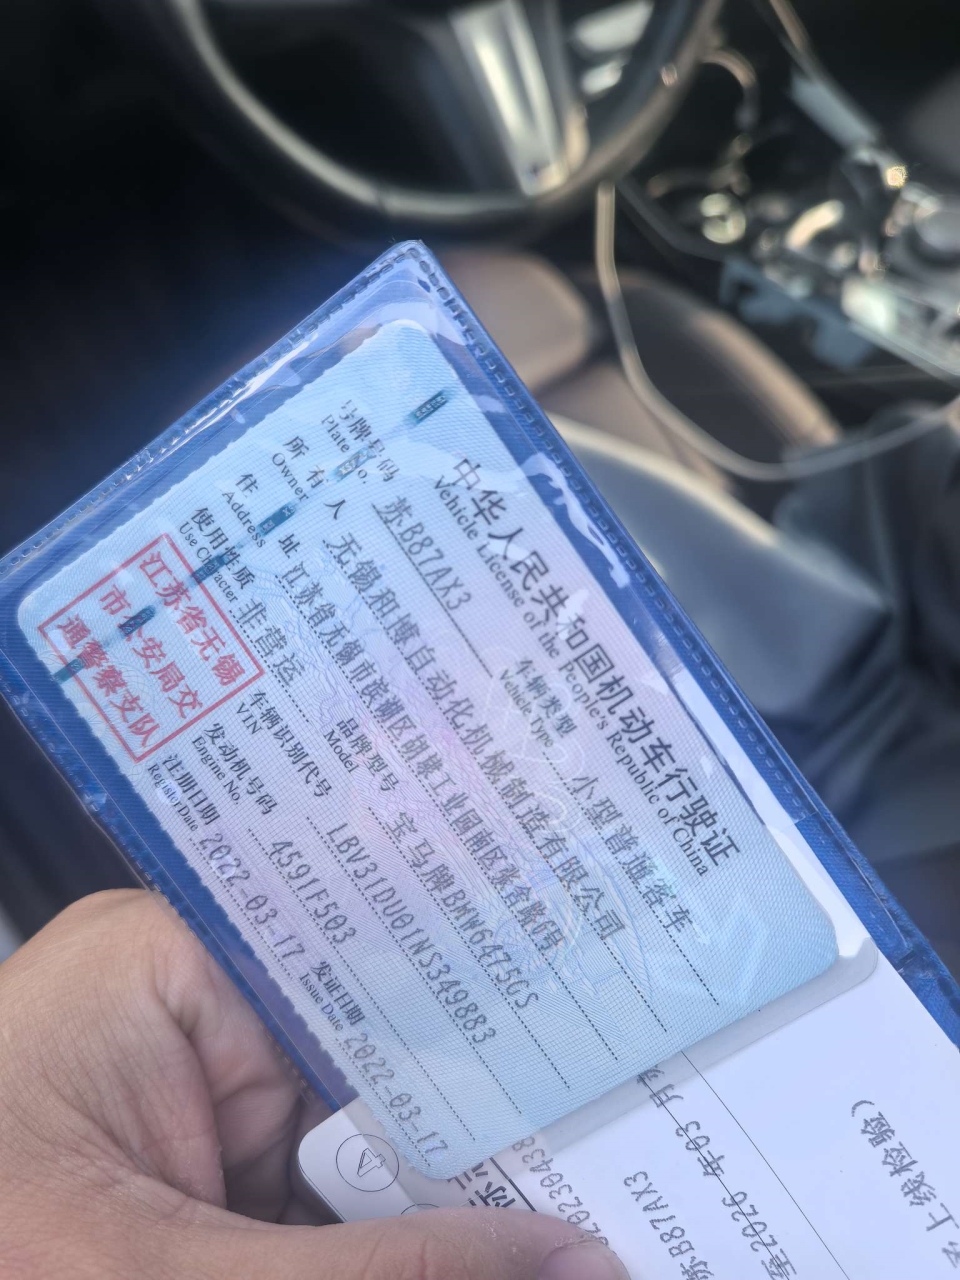 中华人民共和国机动车行驶证
Vehicle License of the People's Republic of China
号牌号码 苏B87AX3 车辆类型 小型普通客车
Plate No. Vehicle Type
所有人 无锡和博自动化机械制造有限公司
Owner
住址 江苏省无锡市滨湖区胡埭工业园南区张舍路6号
Address
使用性质 非营运 品牌型号 宝马牌BMW6475GS
Use Character Model
江苏省无锡
市公安局交
通警察支队
车辆识别代号 LBV31DU01NS349883
VIN
发动机号码 4591F503
Engine No.
注册日期 2022-03-17 发证日期 2022-03-17
Register Date Issue Date
苏B87AX3
至2026年03月
上线检验)